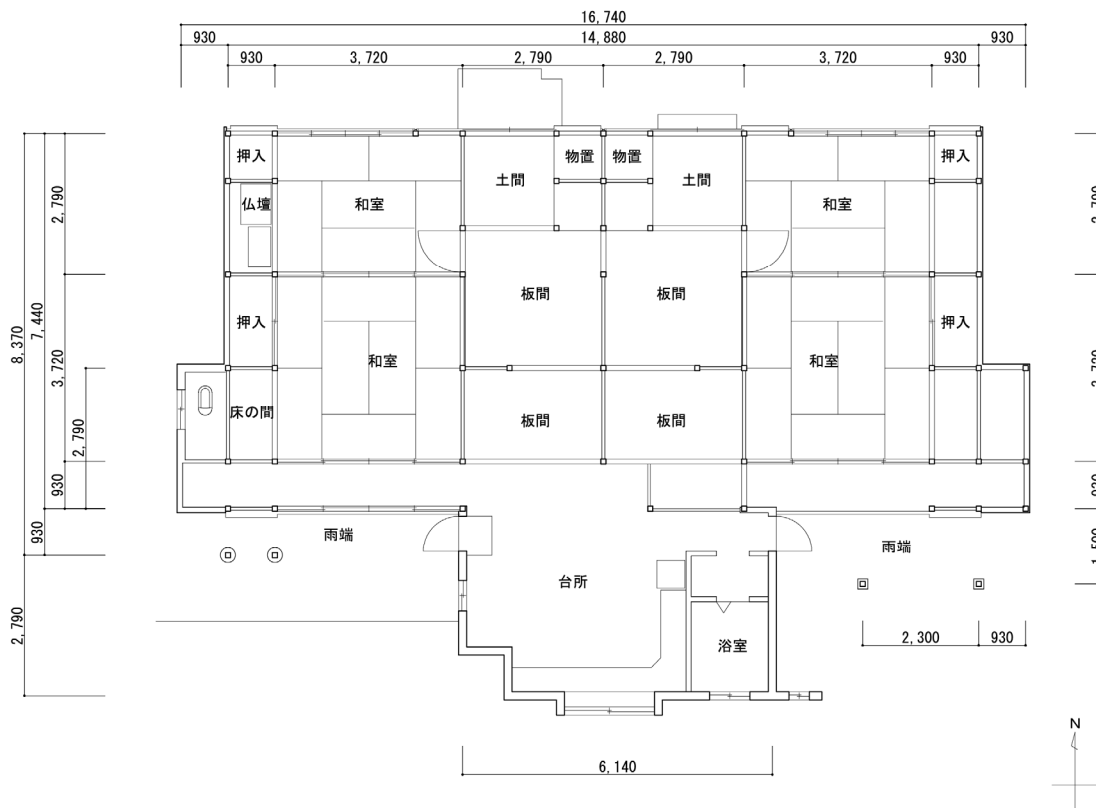 16,740
930 14,880 930
930 3,720 2,790 2,790 3,720 930
押入 物置 物置 押入
土間 土間
仏壇 和室 和室
2,790
板間 板間
押入 押入
7,440
8,370
3,720
和室 和室
床の間 板間 板間
2,790
930
930
雨端 雨端
台所
2,790
浴室
2,300 930
6,140
N